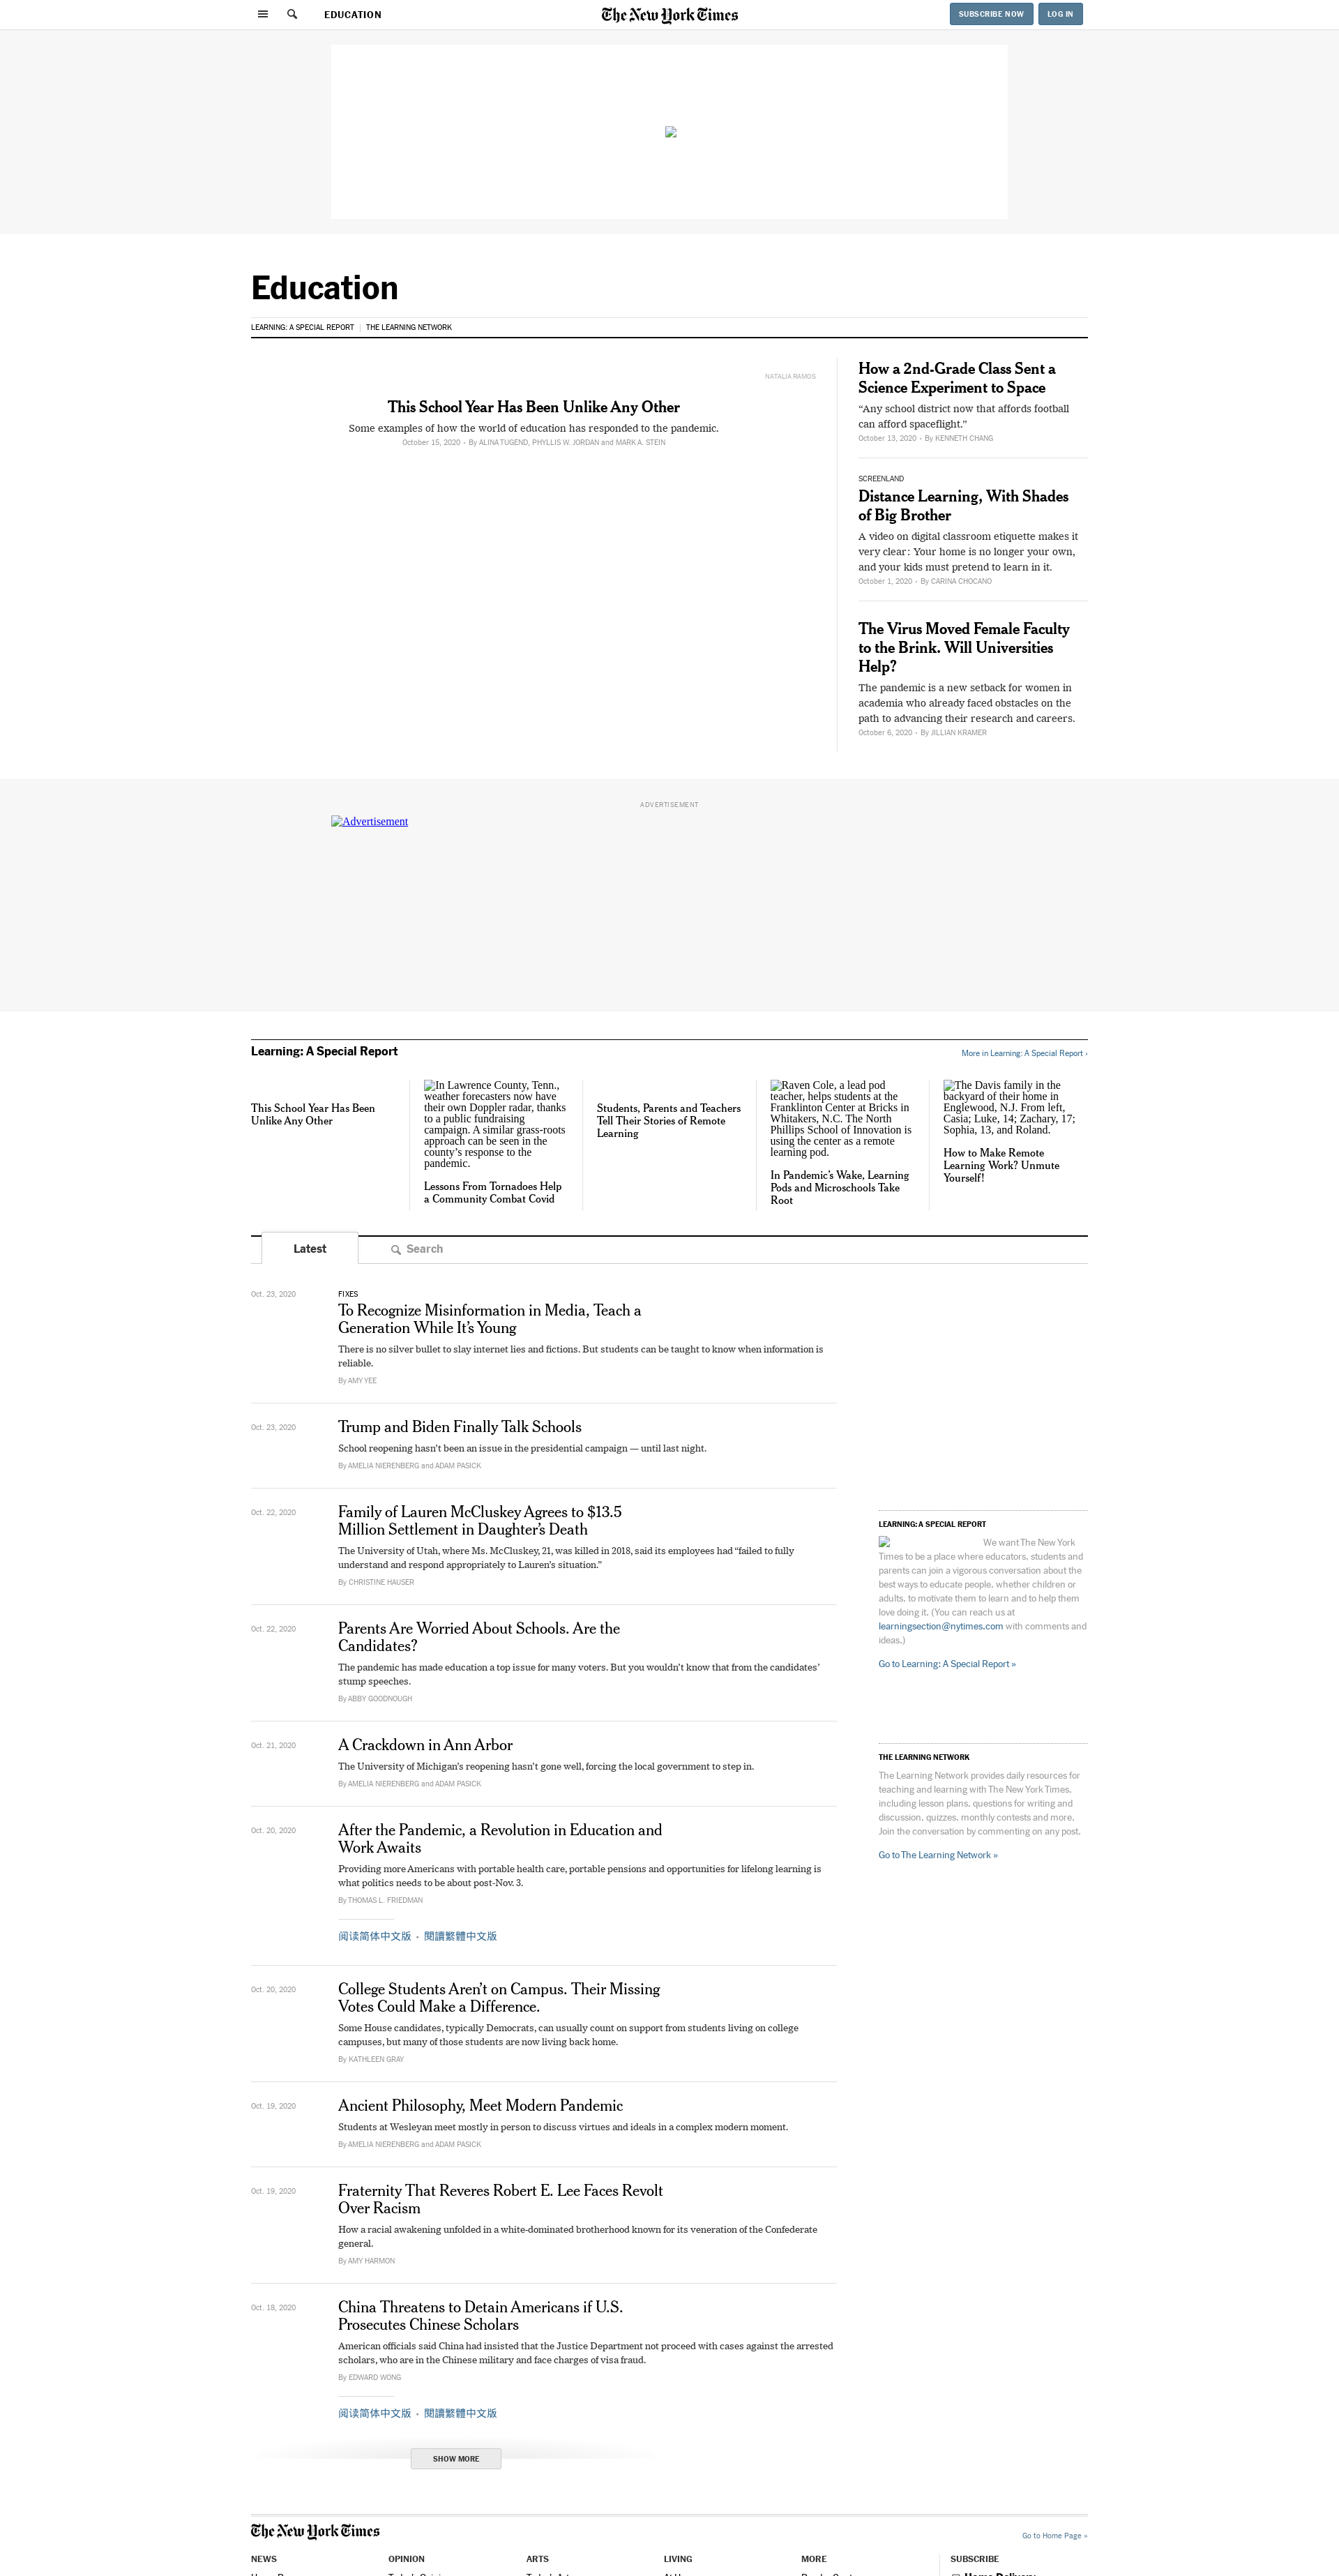 EDUCATION
The New York Times
SUBSCRIBE NOW
LOG IN
Education
LEARNING: A SPECIAL REPORT
THE LEARNING NETWORK
NATALIA RAMOS
This School Year Has Been Unlike Any Other
Some examples of how the world of education has responded to the pandemic.
October 15, 2020 • By ALINA TUGEND, PHYLLIS W. JORDAN and MARK A. STEIN
How a 2nd-Grade Class Sent a
Science Experiment to Space
“Any school district now that affords football
can afford spaceflight.”
October 13, 2020 • By KENNETH CHANG
SCREENLAND
Distance Learning, With Shades
of Big Brother
A video on digital classroom etiquette makes it
very clear: Your home is no longer your own,
and your kids must pretend to learn in it.
October 1, 2020 • By CARINA CHOCANO
The Virus Moved Female Faculty
to the Brink. Will Universities
Help?
The pandemic is a new setback for women in
academia who already faced obstacles on the
path to advancing their research and careers.
October 6, 2020 • By JILLIAN KRAMER
ADVERTISEMENT
Advertisement
Learning: A Special Report
More in Learning: A Special Report ›
This School Year Has Been
Unlike Any Other
In Lawrence County, Tenn.,
weather forecasters now have
their own Doppler radar, thanks
to a public fundraising
campaign. A similar grass-roots
approach can be seen in the
county’s response to the
pandemic.
Lessons From Tornadoes Help
a Community Combat Covid
Students, Parents and Teachers
Tell Their Stories of Remote
Learning
Raven Cole, a lead pod
teacher, helps students at the
Franklinton Center at Bricks in
Whitakers, N.C. The North
Phillips School of Innovation is
using the center as a remote
learning pod.
In Pandemic’s Wake, Learning
Pods and Microschools Take
Root
The Davis family in the
backyard of their home in
Englewood, N.J. From left,
Casia; Luke, 14; Zachary, 17;
Sophia, 13, and Roland.
How to Make Remote
Learning Work? Unmute
Yourself!
Latest
Search
Oct. 23, 2020
FIXES
To Recognize Misinformation in Media, Teach a
Generation While It’s Young
There is no silver bullet to slay internet lies and fictions. But students can be taught to know when information is
reliable.
By AMY YEE
Oct. 23, 2020
Trump and Biden Finally Talk Schools
School reopening hasn’t been an issue in the presidential campaign — until last night.
By AMELIA NIERENBERG and ADAM PASICK
Oct. 22, 2020
Family of Lauren McCluskey Agrees to $13.5
Million Settlement in Daughter’s Death
The University of Utah, where Ms. McCluskey, 21, was killed in 2018, said its employees had “failed to fully
understand and respond appropriately to Lauren’s situation.”
By CHRISTINE HAUSER
Oct. 22, 2020
Parents Are Worried About Schools. Are the
Candidates?
The pandemic has made education a top issue for many voters. But you wouldn’t know that from the candidates’
stump speeches.
By ABBY GOODNOUGH
Oct. 21, 2020
A Crackdown in Ann Arbor
The University of Michigan’s reopening hasn’t gone well, forcing the local government to step in.
By AMELIA NIERENBERG and ADAM PASICK
Oct. 20, 2020
After the Pandemic, a Revolution in Education and
Work Awaits
Providing more Americans with portable health care, portable pensions and opportunities for lifelong learning is
what politics needs to be about post-Nov. 3.
By THOMAS L. FRIEDMAN
阅读简体中文版 • 閱讀繁體中文版
Oct. 20, 2020
College Students Aren’t on Campus. Their Missing
Votes Could Make a Difference.
Some House candidates, typically Democrats, can usually count on support from students living on college
campuses, but many of those students are now living back home.
By KATHLEEN GRAY
Oct. 19, 2020
Ancient Philosophy, Meet Modern Pandemic
Students at Wesleyan meet mostly in person to discuss virtues and ideals in a complex modern moment.
By AMELIA NIERENBERG and ADAM PASICK
Oct. 19, 2020
Fraternity That Reveres Robert E. Lee Faces Revolt
Over Racism
How a racial awakening unfolded in a white-dominated brotherhood known for its veneration of the Confederate
general.
By AMY HARMON
Oct. 18, 2020
China Threatens to Detain Americans if U.S.
Prosecutes Chinese Scholars
American officials said China had insisted that the Justice Department not proceed with cases against the arrested
scholars, who are in the Chinese military and face charges of visa fraud.
By EDWARD WONG
阅读简体中文版 • 閱讀繁體中文版
SHOW MORE
LEARNING: A SPECIAL REPORT
We want The New York
Times to be a place where educators, students and
parents can join a vigorous conversation about the
best ways to educate people, whether children or
adults, to motivate them to learn and to help them
love doing it. (You can reach us at
learningsection@nytimes.com with comments and
ideas.)
Go to Learning: A Special Report »
THE LEARNING NETWORK
The Learning Network provides daily resources for
teaching and learning with The New York Times,
including lesson plans, questions for writing and
discussion, quizzes, monthly contests and more.
Join the conversation by commenting on any post.
Go to The Learning Network »
The New York Times
Go to Home Page »
NEWS
OPINION
ARTS
LIVING
MORE
SUBSCRIBE